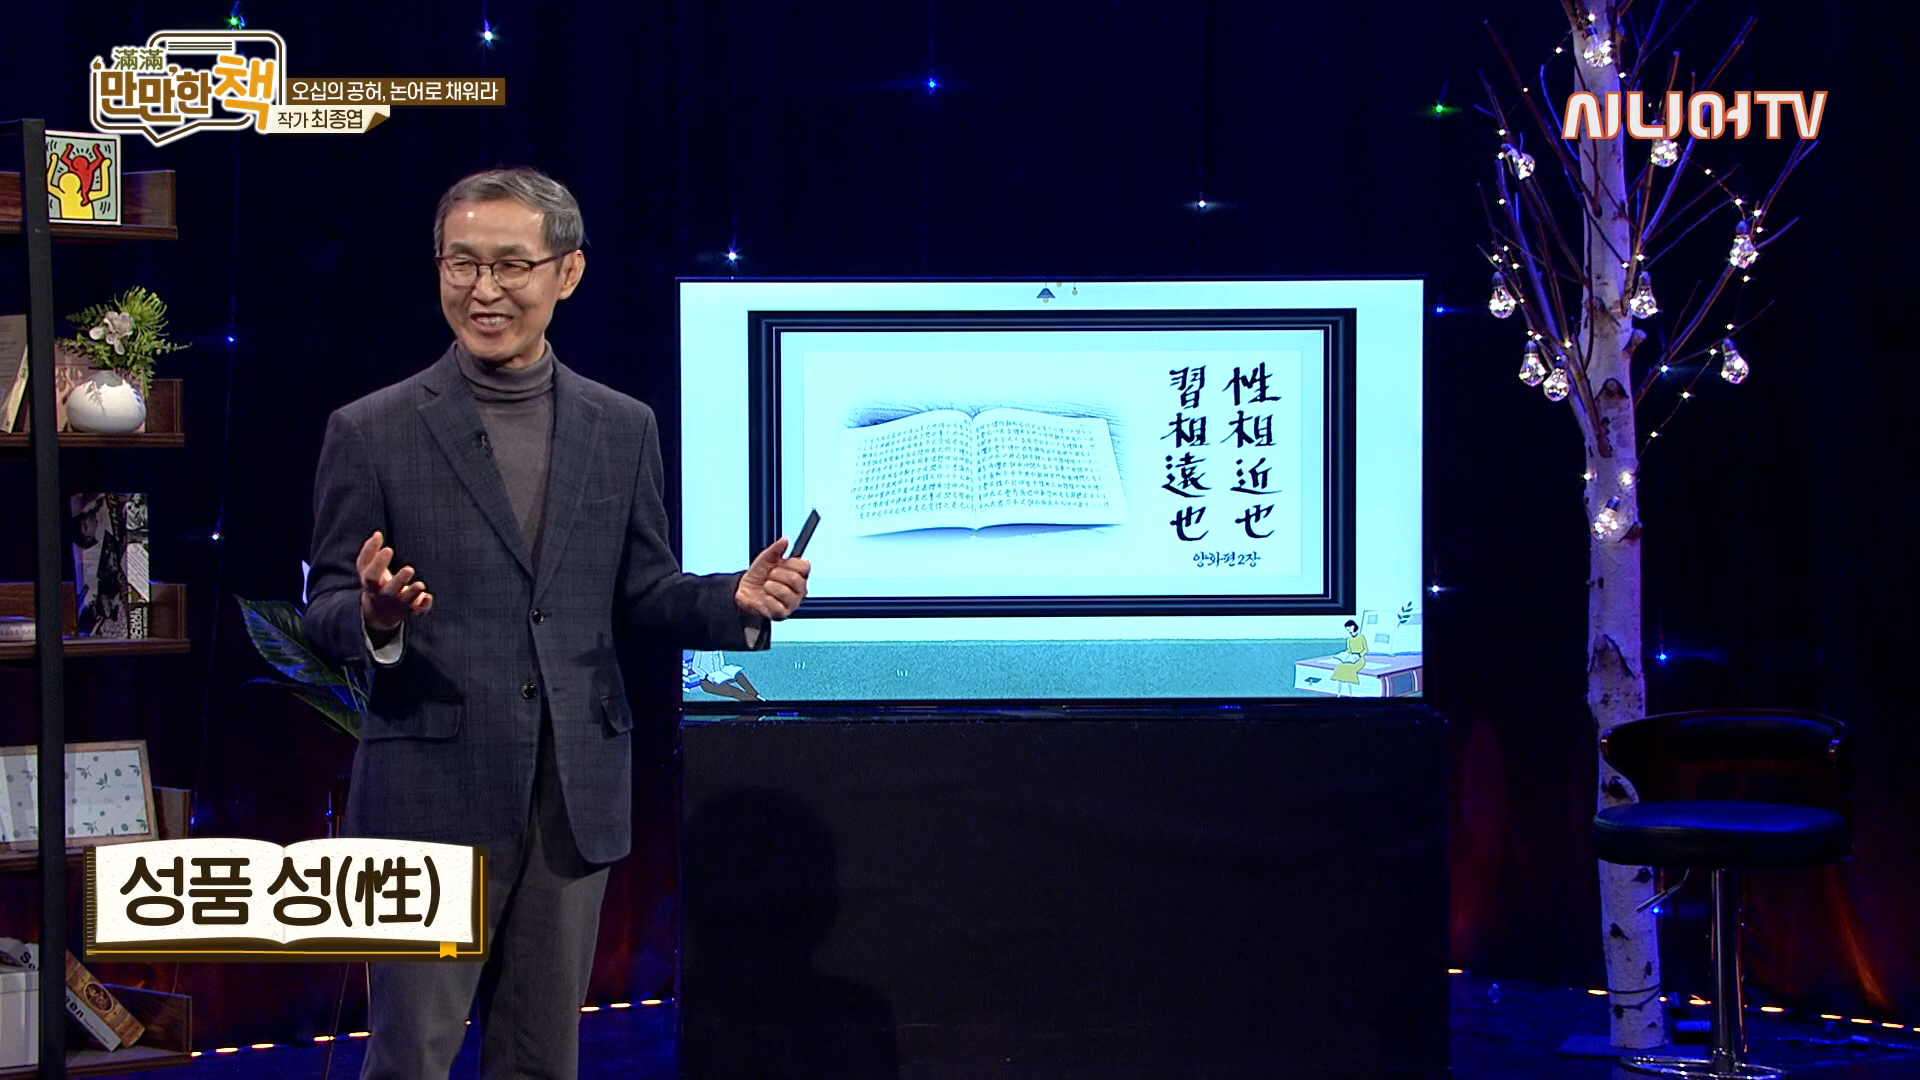 滿滿
'만만'한 책
오십의 공허, 논어로 채워라
작가 최종엽
시니어TV
性相近也
習相遠也
양화편2장
성품 성(性)